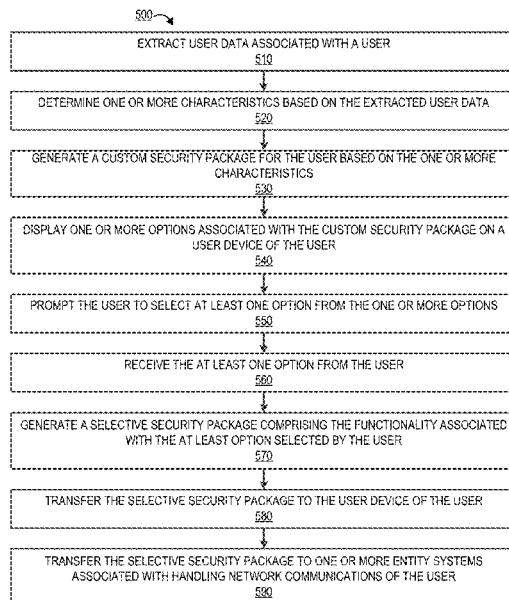 500
EXTRACT USER DATA ASSOCIATED WITH A USER
510
DETERMINE ONE OR MORE CHARACTERISTICS BASED ON THE EXTRACTED USER DATA
520
GENERATE A CUSTOM SECURITY PACKAGE FOR THE USER BASED ON THE ONE OR MORE
CHARACTERISTICS
530
DISPLAY ONE OR MORE OPTIONS ASSOCIATED WITH THE CUSTOM SECURITY PACKAGE ON A
USER DEVICE OF THE USER
540
PROMPT THE USER TO SELECT AT LEAST ONE OPTION FROM THE ONE OR MORE OPTIONS
550
RECEIVE THE AT LEAST ONE OPTION FROM THE USER
560
GENERATE A SELECTIVE SECURITY PACKAGE COMPRISING THE FUNCTIONALITY ASSOCIATED
WITH THE AT LEAST OPTION SELECTED BY THE USER
570
TRANSFER THE SELECTIVE SECURITY PACKAGE TO THE USER DEVICE OF THE USER
580
TRANSFER THE SELECTIVE SECURITY PACKAGE TO ONE OR MORE ENTITY SYSTEMS
ASSOCIATED WITH HANDLING NETWORK COMMUNICATIONS OF THE USER
590